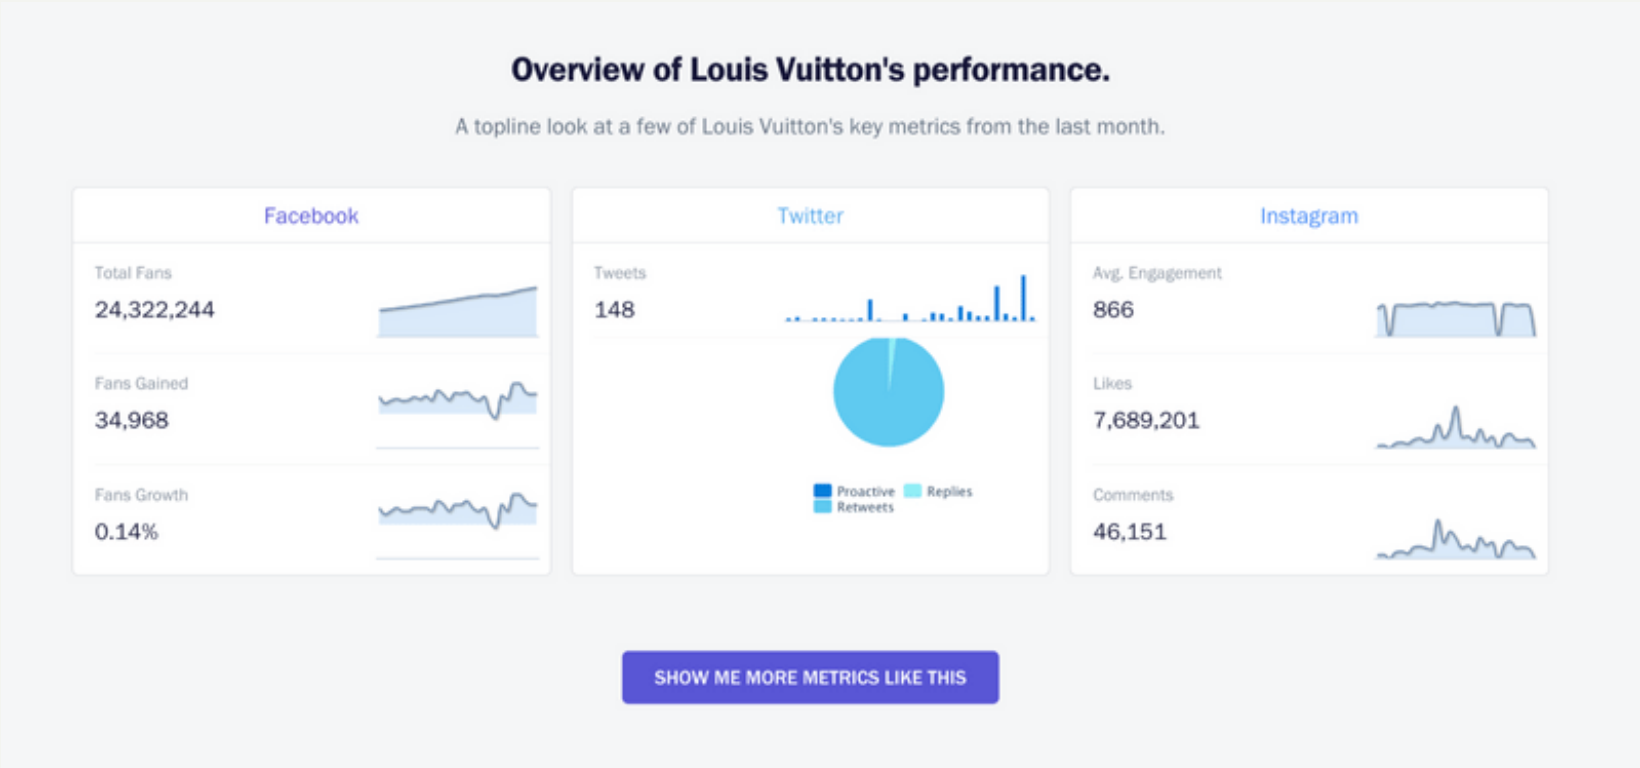 Overview of Louis Vuitton's performance.
A topline look at a few of Louis Vuitton's key metrics from the last month.
Facebook
Total Fans
24,322,244
Fans Gained
34,968
Fans Growth
0.14%
Twitter
Tweets
148
Proactive Replies
Retweets
Instagram
Avg. Engagement
866
Likes
7,689,201
Comments
46,151
SHOW ME MORE METRICS LIKE THIS